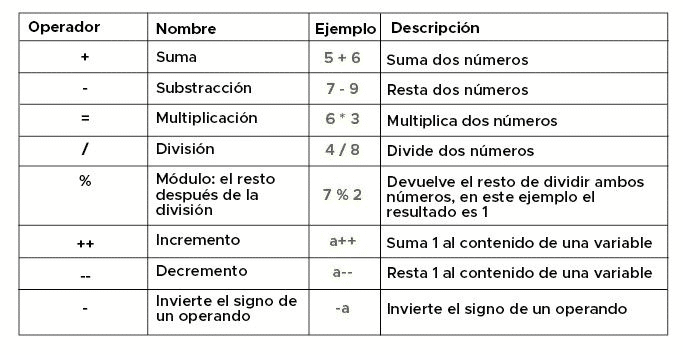 Operador Nombre Ejemplo Descripción
+ Suma 5 + 6 Suma dos números
- Substracción 7 - 9 Resta dos números
= Multiplicación 6 * 3 Multiplica dos números
/ División 4 / 8 Divide dos números
% Módulo: el resto
después de la
división
7 % 2
Devuelve el resto de dividir ambos
números, en este ejemplo el
resultado es 1
++ Incremento a++ Suma 1 al contenido de una variable
-- Decremento a-- Resta 1 al contenido de una variable
- Invierte el signo de
un operando
-a Invierte el signo de un operando